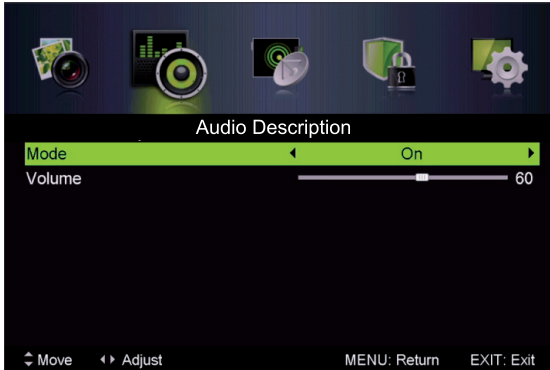 Audio Description
Mode On
Volume 60
Move Adjust MENU: Return EXIT: Exit